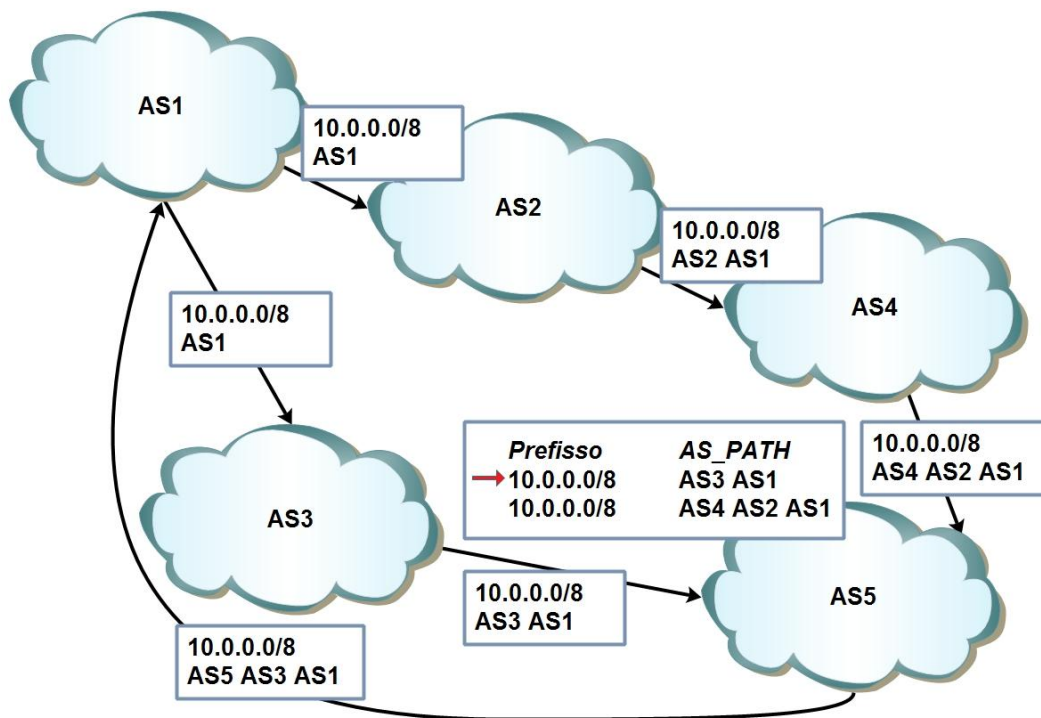 AS1
10.0.0.0/8
AS1
AS2
10.0.0.0/8
AS2 AS1
AS4
10.0.0.0/8
AS1
10.0.0.0/8
AS4 AS2 AS1
Prefisso AS_PATH
10.0.0.0/8 AS3 AS1
10.0.0.0/8 AS4 AS2 AS1
AS3
10.0.0.0/8
AS3 AS1
AS5
10.0.0.0/8
AS5 AS3 AS1